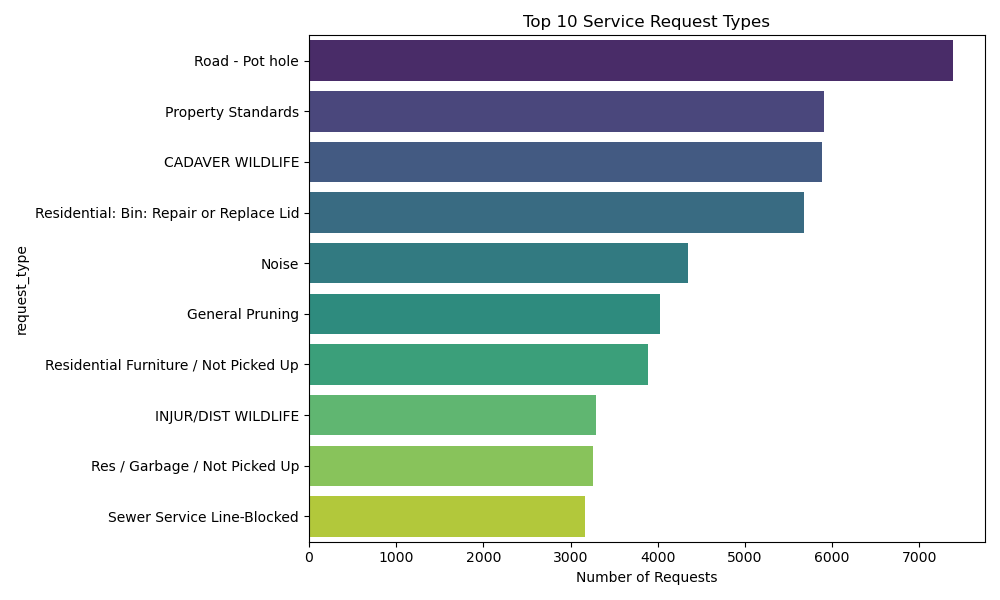 Top 10 Service Request Types
Road - Pot hole
Property Standards
CADAVER WILDLIFE
Residential: Bin: Repair or Replace Lid
Noise
General Pruning
Residential Furniture / Not Picked Up
INJUR/DIST WILDLIFE
Res / Garbage / Not Picked Up
Sewer Service Line-Blocked
request_type
0 1000 2000 3000 4000 5000 6000 7000
Number of Requests